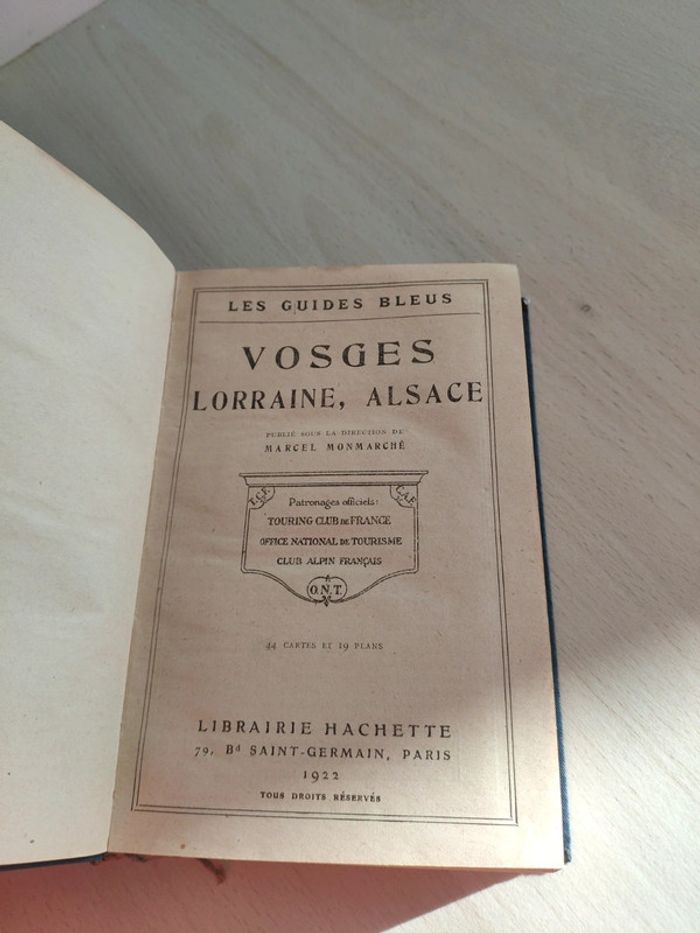 LES GUIDES BLEUS
VOSGES
LORRAINE, ALSACE
PUBLIÉ SOUS LA DIRECTION DE
MARCEL MONMARCHÉ
T.C.F. C.A.F.
Patronages officiels:
TOURING CLUB DE FRANCE
OFFICE NATIONAL DE TOURISME
CLUB ALPIN FRANÇAIS
O.N.T.
44 CARTES ET 19 PLANS
LIBRAIRIE HACHETTE
79, Bd SAINT-GERMAIN, PARIS
1922
TOUS DROITS RÉSERVÉS